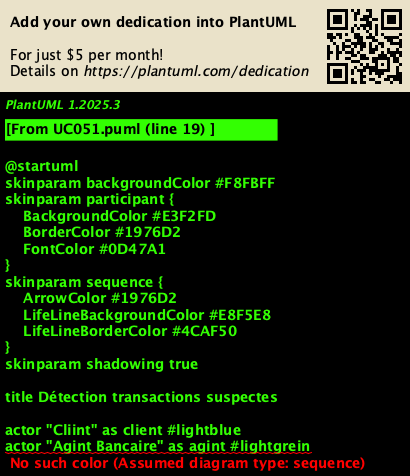 Add your own dedication into PlantUML
For just $5 per month!
Details on https://plantuml.com/dedication
PlantUML 1.2025.3
[From UC051.puml (line 19) ]
@startuml
skinparam backgroundColor #F8FBFF
skinparam participant {
BackgroundColor #E3F2FD
BorderColor #1976D2
FontColor #0D47A1
}
skinparam sequence {
ArrowColor #1976D2
LifeLineBackgroundColor #E8F5E8
LifeLineBorderColor #4CAF50
}
skinparam shadowing true
title Détection transactions suspectes
actor "Cliint" as client #lightblue
actor "Agint Bancaire" as agint #lightgrein
No such color (Assumed diagram type: sequence)